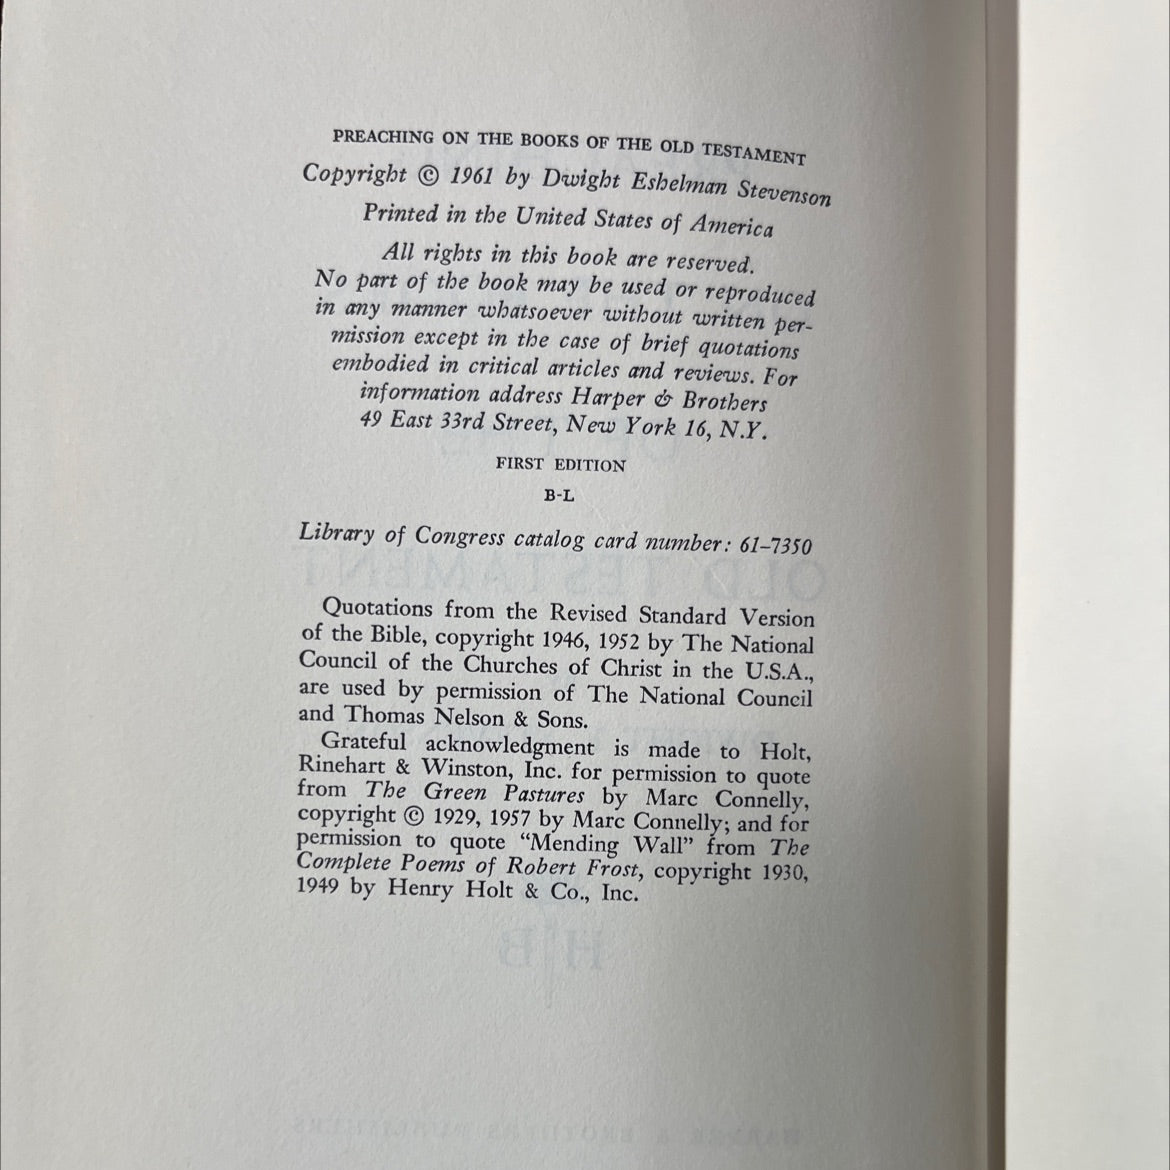 PREACHING ON THE BOOKS OF THE OLD TESTAMENT
Copyright © 1961 by Dwight Eshelman Stevenson
Printed in the United States of America
All rights in this book are reserved.
No part of the book may be used or reproduced
in any manner whatsoever without written per-
mission except in the case of brief quotations
embodied in critical articles and reviews. For
information address Harper & Brothers
49 East 33rd Street, New York 16, N.Y.
FIRST EDITION
B-L
Library of Congress catalog card number: 61-7350
Quotations from the Revised Standard Version
of the Bible, copyright 1946, 1952 by The National
Council of the Churches of Christ in the U.S.A.,
are used by permission of The National Council
and Thomas Nelson & Sons.
Grateful acknowledgment is made to Holt,
Rinehart & Winston, Inc. for permission to quote
from The Green Pastures by Marc Connelly,
copyright © 1929, 1957 by Marc Connelly; and for
permission to quote “Mending Wall” from The
Complete Poems of Robert Frost, copyright 1930,
1949 by Henry Holt & Co., Inc.